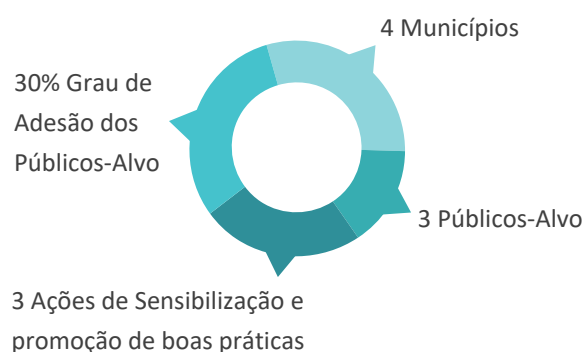 4 Municípios
30% Grau de
Adesão dos
Públicos-Alvo
3 Públicos-Alvo
3 Ações de Sensibilização e
promoção de boas práticas